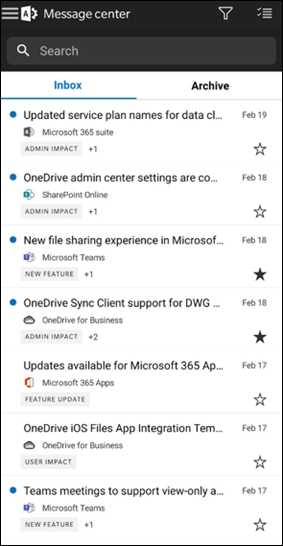 Message center
Search
Inbox Archive
Updated service plan names for data cl... Feb 19
Microsoft 365 suite
ADMIN IMPACT +1
OneDrive admin center settings are co... Feb 18
SharePoint Online
ADMIN IMPACT +1
New file sharing experience in Microsof... Feb 18
Microsoft Teams
NEW FEATURE +1
OneDrive Sync Client support for DWG ... Feb 18
OneDrive for Business
ADMIN IMPACT +2
Updates available for Microsoft 365 Ap... Feb 17
Microsoft 365 Apps
FEATURE UPDATE
OneDrive iOS Files App Integration Tem... Feb 17
OneDrive for Business
USER IMPACT
Teams meetings to support view-only a... Feb 17
Microsoft Teams
NEW FEATURE +1